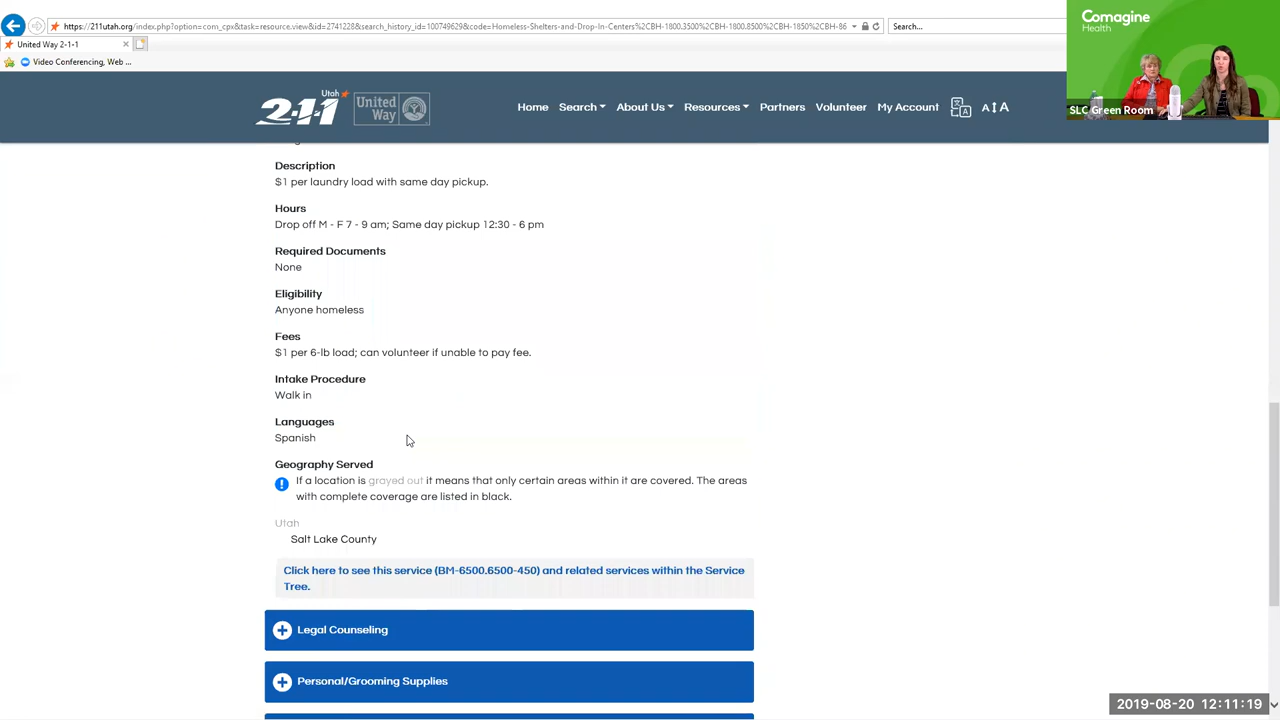 https://211utah.org/index.php?option=com_cpx&task=resource.view&id=2741228&search_history_id=100749629&code=Homeless-Shelters-and-Drop-In-Centers%2CBH-1800.3500%2CBH-1800.8500%2CBH-1850%2CBH-86
Search...
United Way 2-1-1
Video Conferencing, Web ...
Comagine
Health
SLC Green Room
Utah
2-1-1
United
Way
Home
Search
About Us
Resources
Partners
Volunteer
My Account
A A
Description
$1 per laundry load with same day pickup.
Hours
Drop off M - F 7 - 9 am; Same day pickup 12:30 - 6 pm
Required Documents
None
Eligibility
Anyone homeless
Fees
$1 per 6-lb load; can volunteer if unable to pay fee.
Intake Procedure
Walk in
Languages
Spanish
Geography Served
If a location is grayed out it means that only certain areas within it are covered. The areas
with complete coverage are listed in black.
Utah
Salt Lake County
Click here to see this service (BM-6500.6500-450) and related services within the Service
Tree.
Legal Counseling
Personal/Grooming Supplies
2019-08-20 12:11:19